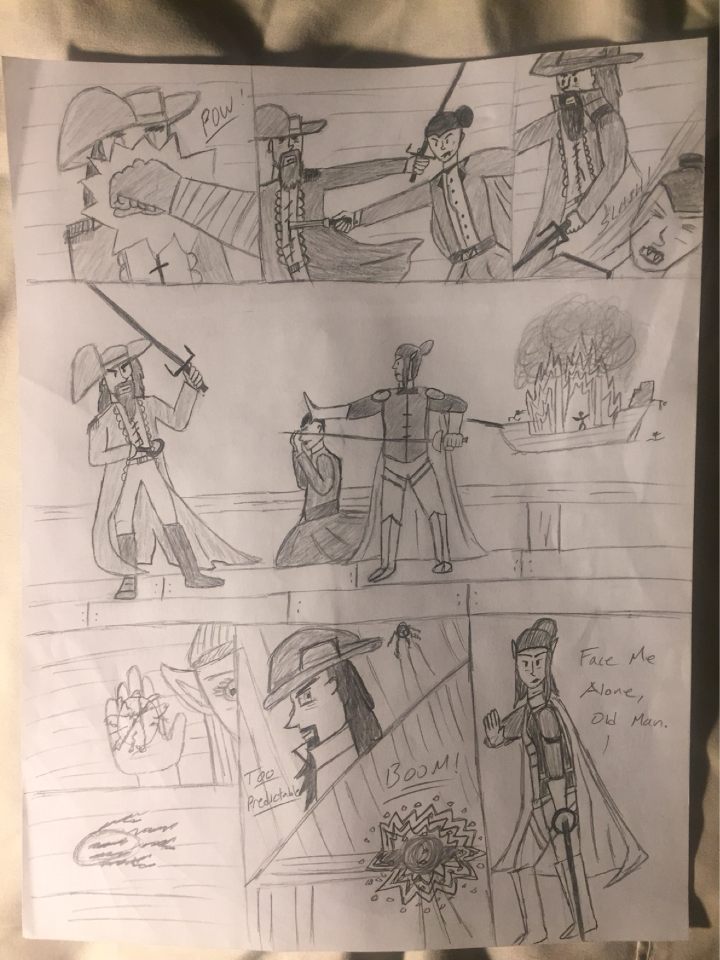 POW!
SLASH!
Too
Predictable
BOOM!
Face Me
Alone,
Old Man.